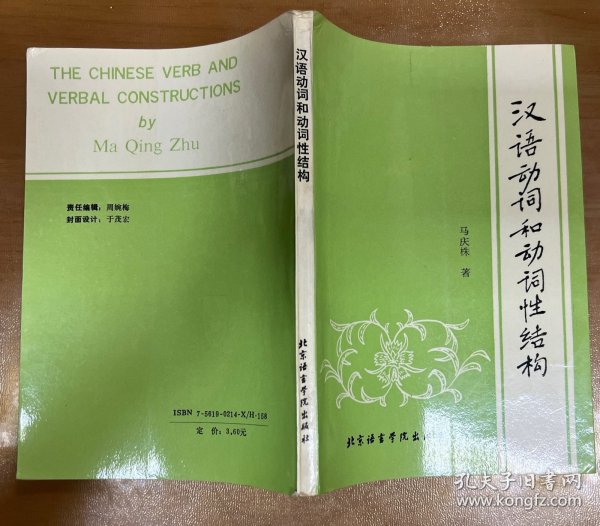 THE CHINESE VERB AND
VERBAL CONSTRUCTIONS
by
Ma Qing Zhu
责任编辑：周婉梅
封面设计：于茂宏
ISBN 7-5619-0214-X/H·168
定 价：3.60元
汉语动词和动词性结构
北京语言学院出版社
汉语动词和动词性结构
马庆株 著
北京语言学院出
孔夫子旧书网
www.kongfz.com